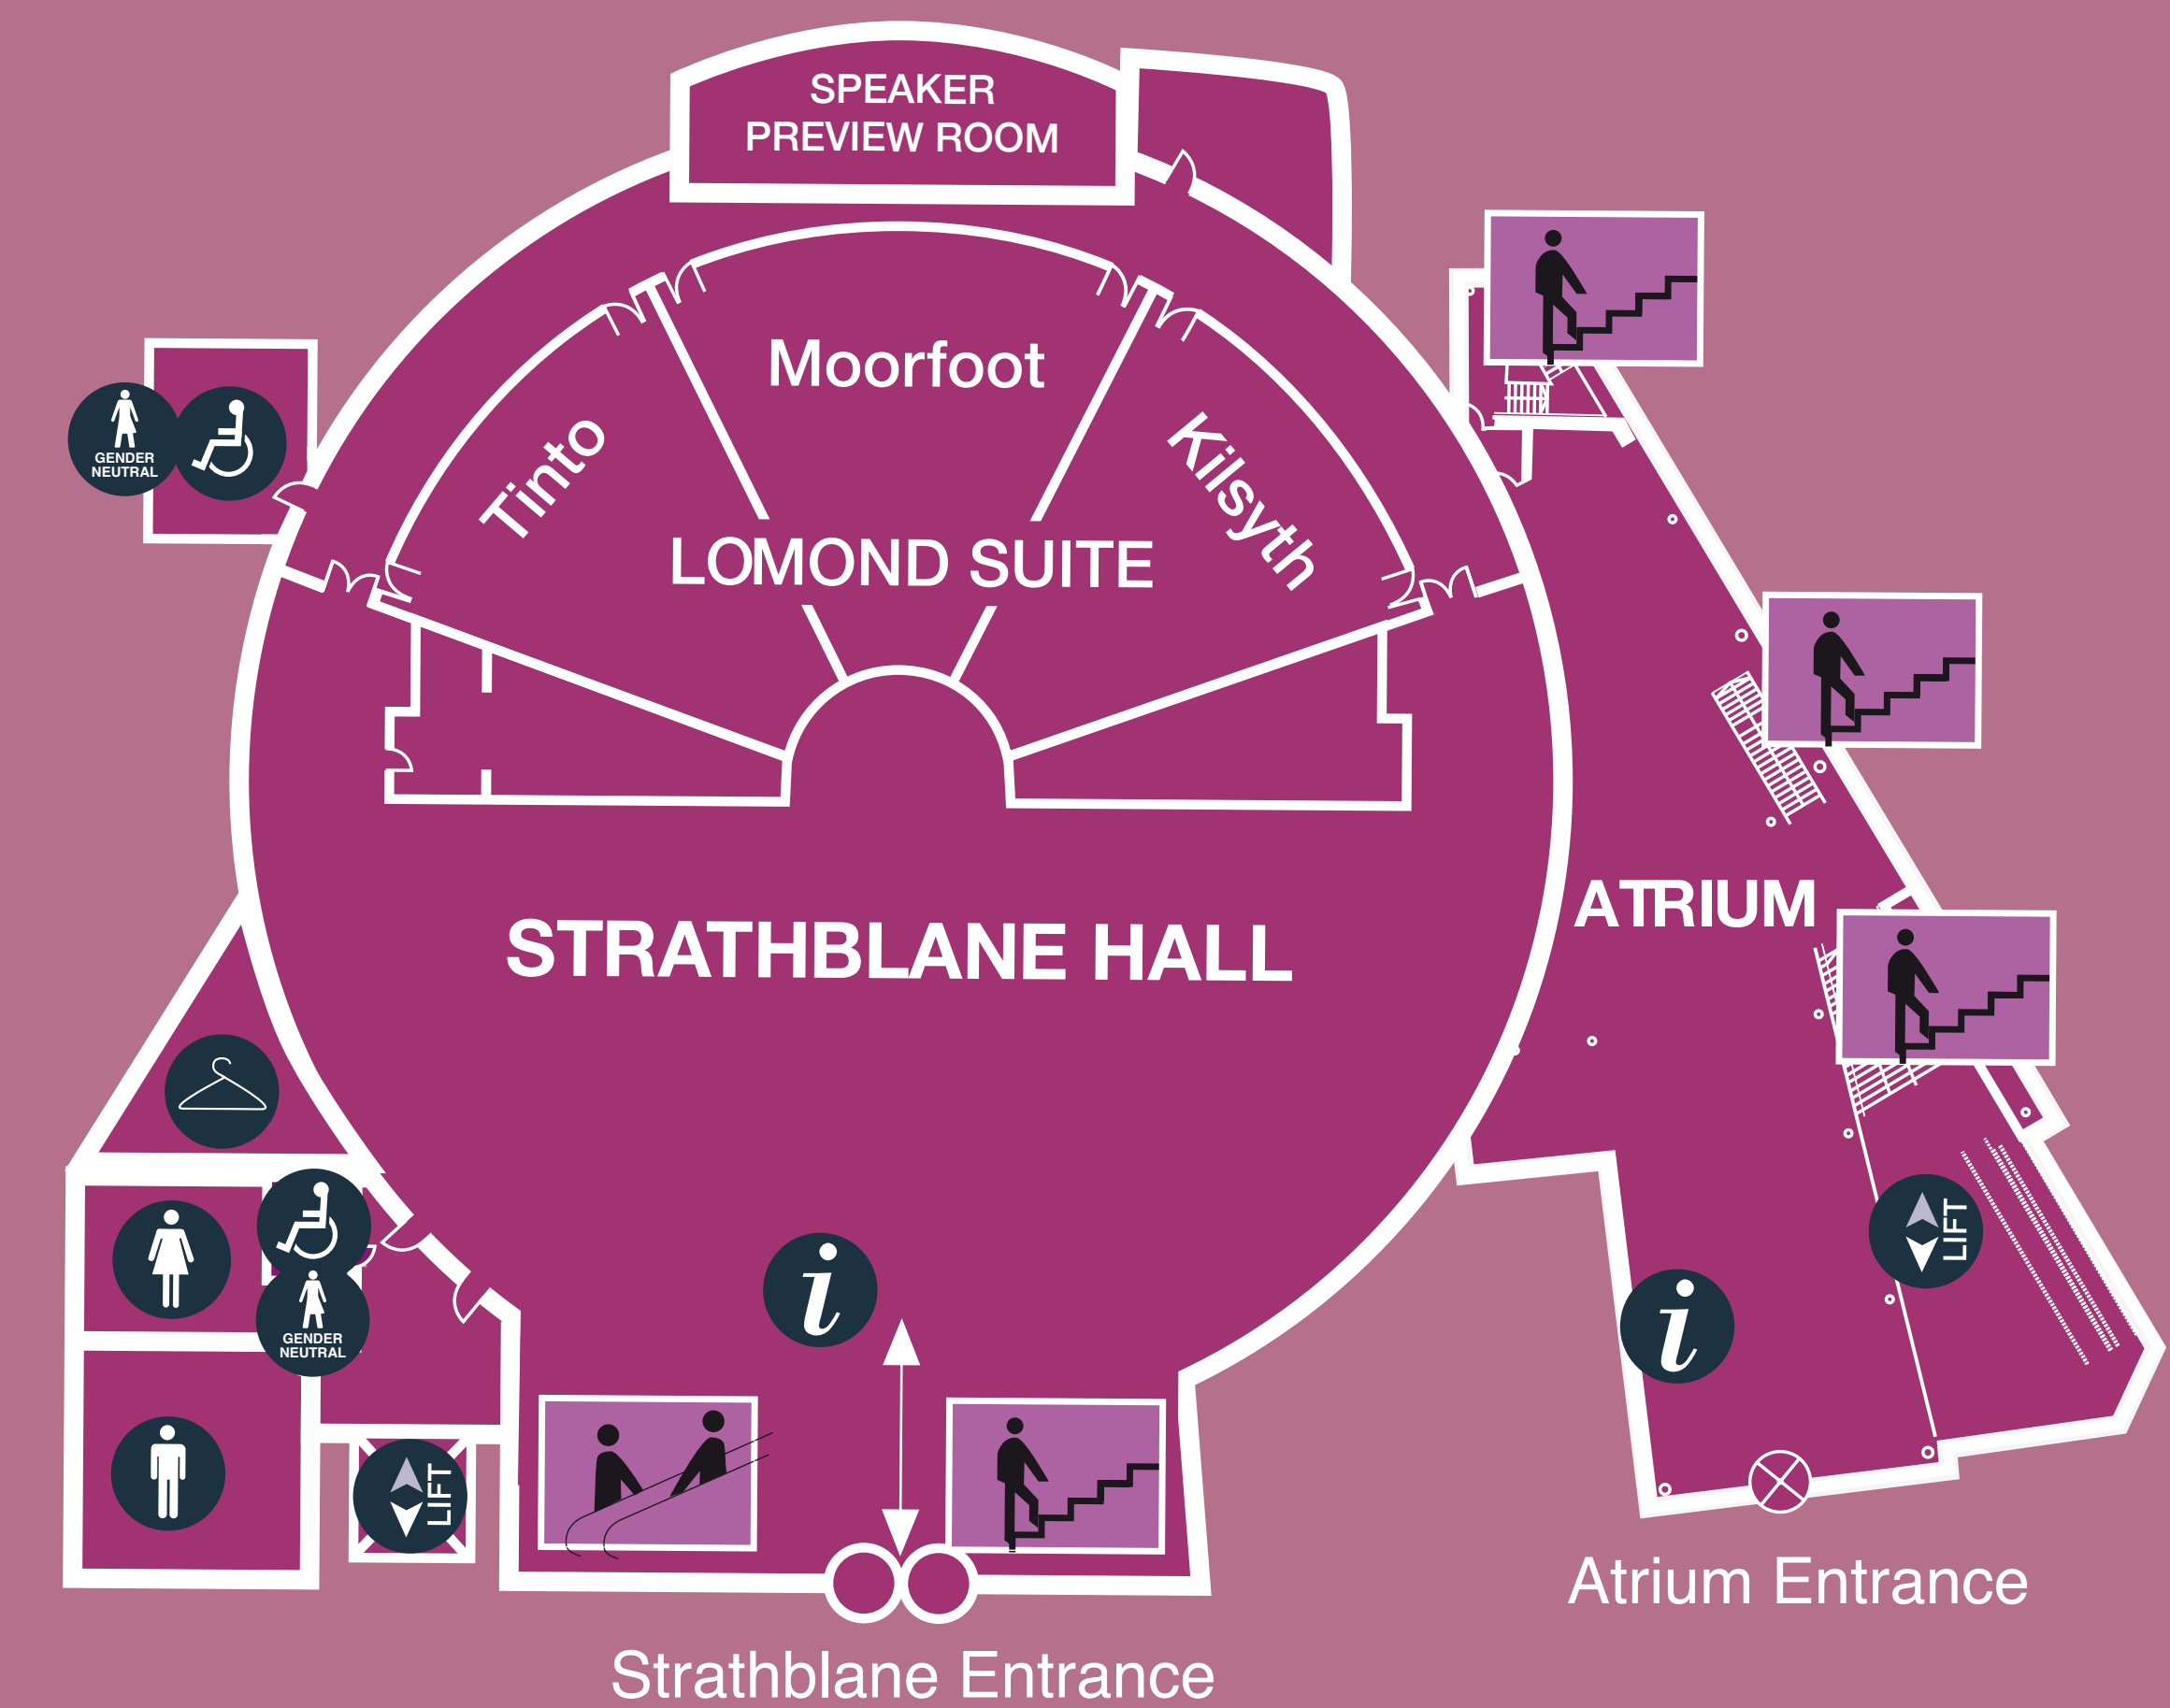 SPEAKER
PREVIEW ROOM
Moorfoot
Tinto
Kilsyth
GENDER
NEUTRAL
LOMOND SUITE
ATRIUM
STRATHBLANE HALL
LIFT
i
i
GENDER
NEUTRAL
LIFT
Atrium Entrance
Strathblane Entrance